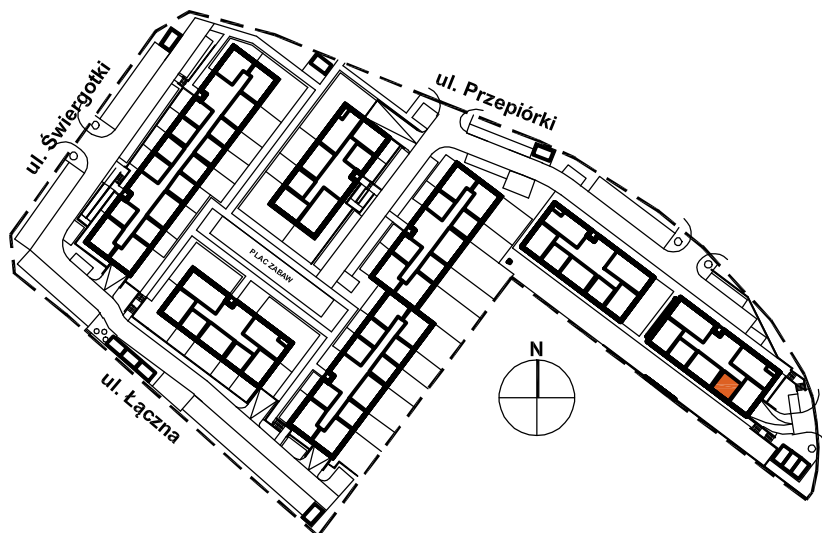 ul. Świergotki
ul. Przepiórki
PLAC ZABAW
N
ul. Łączna